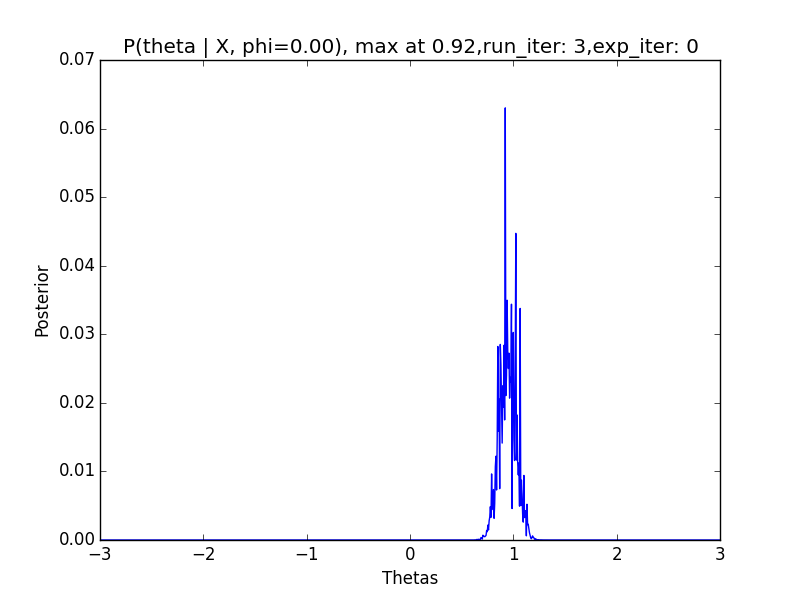 P(theta | X, phi=0.00), max at 0.92,run_iter: 3,exp_iter: 0
0.07
0.06
0.05
0.04
0.03
0.02
0.01
0.00
Posterior
−3 −2 −1 0 1 2 3
Thetas